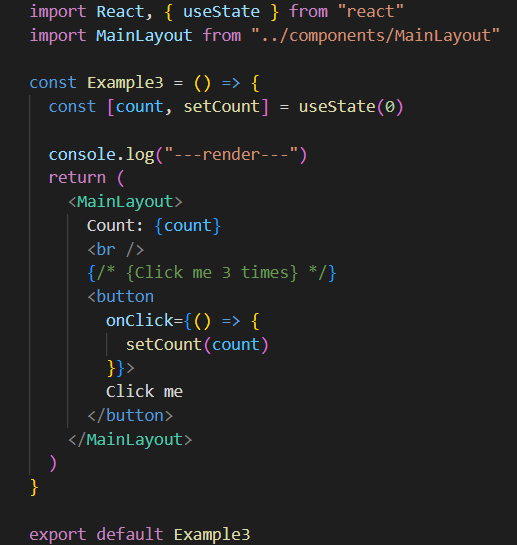 import React, { useState } from "react"
import MainLayout from "../components/MainLayout"

const Example3 = () => {
  const [count, setCount] = useState(0)

  console.log("---render---")
  return (
    <MainLayout>
      Count: {count}
      <br />
      {/* {Click me 3 times} */}
      <button
        onClick={() => {
          setCount(count)
        }}>
        Click me
      </button>
    </MainLayout>
  )
}

export default Example3